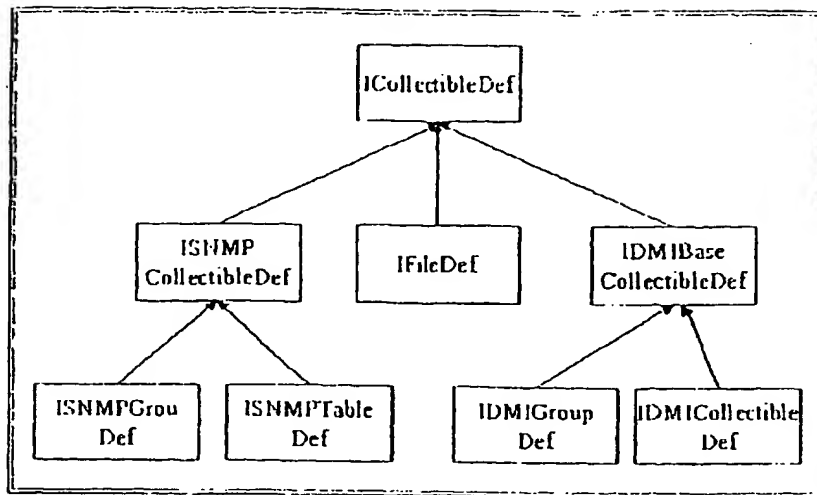 ICollectibleDef
ISNMP
CollectibleDef
IFileDef
IDMIBase
CollectibleDef
ISNMPGrou
Def
ISNMPTable
Def
IDMIGroup
Def
IDMICollectible
Def